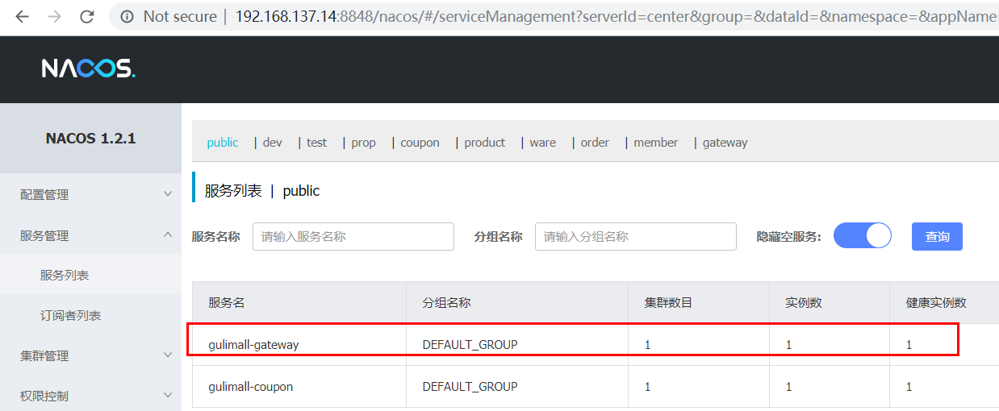 Not secure | 192.168.137.14:8848/nacos/#/serviceManagement?serverId=center&group=&dataId=&namespace=&appName=
NACOS.
NACOS 1.2.1
配置管理
服务管理
服务列表
订阅者列表
集群管理
权限控制
public | dev | test | prop | coupon | product | ware | order | member | gateway
服务列表 | public
服务名称 请输入服务名称 分组名称 请输入分组名称 隐藏空服务: 查询
服务名 分组名称 集群数目 实例数 健康实例数
gulimall-gateway DEFAULT_GROUP 1 1 1
gulimall-coupon DEFAULT_GROUP 1 1 1